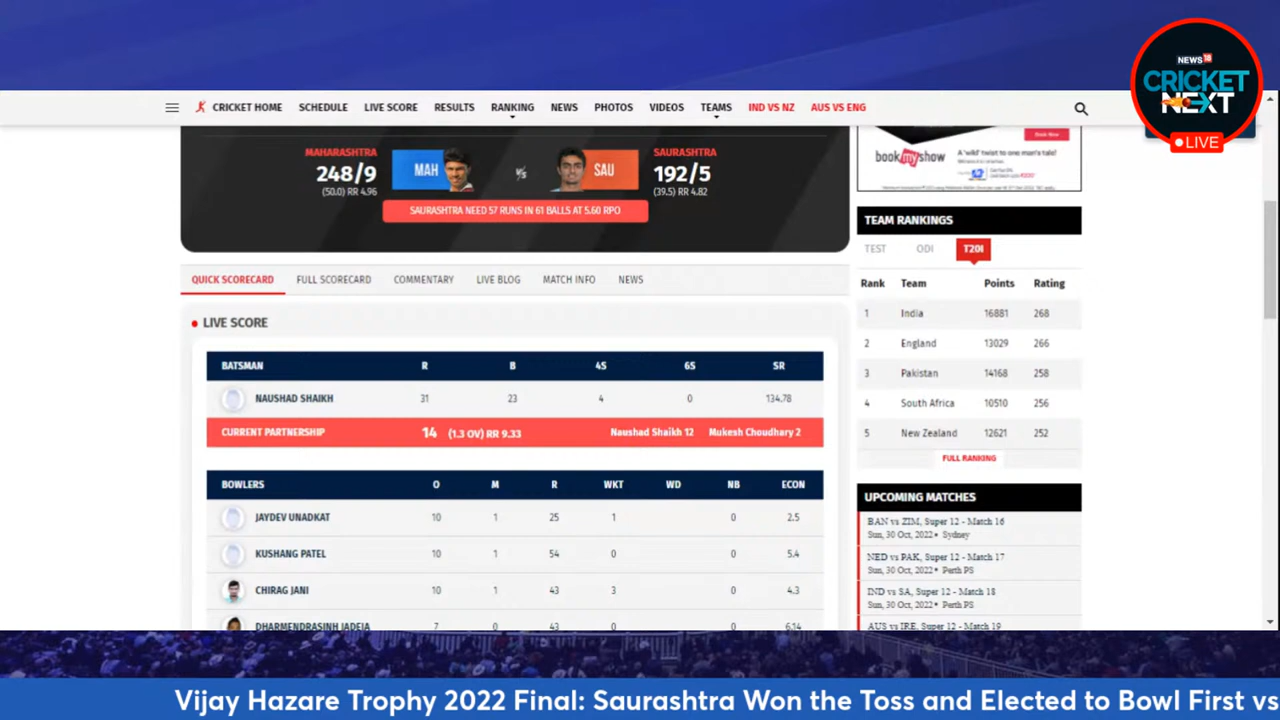 NEWS18
CRICKET
NEXT
LIVE
CRICKET HOME SCHEDULE LIVE SCORE RESULTS RANKING NEWS PHOTOS VIDEOS TEAMS IND VS NZ AUS VS ENG
MAHARASHTRA
248/9
(50.0) RR 4.96
MAH
VS
SAU
SAURASHTRA
192/5
(39.5) RR 4.82
SAURASHTRA NEED 57 RUNS IN 61 BALLS AT 5.60 RPO
Book Now
bookmyshow
A 'wild' twist to one man's tale!
QUICK SCORECARD FULL SCORECARD COMMENTARY LIVE BLOG MATCH INFO NEWS
LIVE SCORE
BATSMAN R B 4S 6S SR
NAUSHAD SHAIKH 31 23 4 0 134.78
CURRENT PARTNERSHIP 14 (1.3 OV) RR 9.33 Naushad Shaikh 12 Mukesh Choudhary 2
BOWLERS O M R WKT WD NB ECON
JAYDEV UNADKAT 10 1 25 1 0 2.5
KUSHANG PATEL 10 1 54 0 0 5.4
CHIRAG JANI 10 1 43 3 0 4.3
DHARMENDRASINH JADEJA 7 0 43 0 0 6.14
TEAM RANKINGS
TEST ODI T20I
Rank Team Points Rating
1 India 16881 268
2 England 13029 266
3 Pakistan 14168 258
4 South Africa 10510 256
5 New Zealand 12621 252
FULL RANKING
UPCOMING MATCHES
BAN vs ZIM, Super 12 - Match 16
Sun, 30 Oct, 2022• Sydney
NED vs PAK, Super 12 - Match 17
Sun, 30 Oct, 2022• Perth PS
IND vs SA, Super 12 - Match 18
Sun, 30 Oct, 2022• Perth PS
AUS vs IRE, Super 12 - Match 19
Vijay Hazare Trophy 2022 Final: Saurashtra Won the Toss and Elected to Bowl First vs